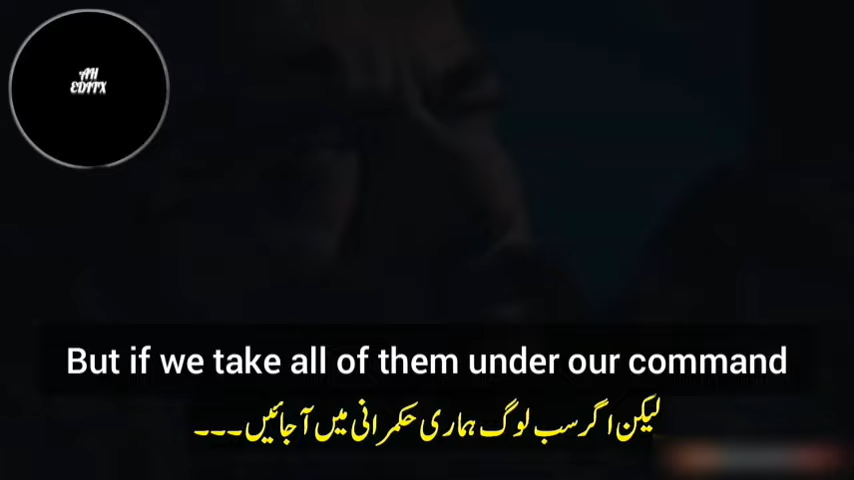 AH
EDITX
But if we take all of them under our command
لیکن اگر سب لوگ ہماری حکمرانی میں آجائیں۔۔۔